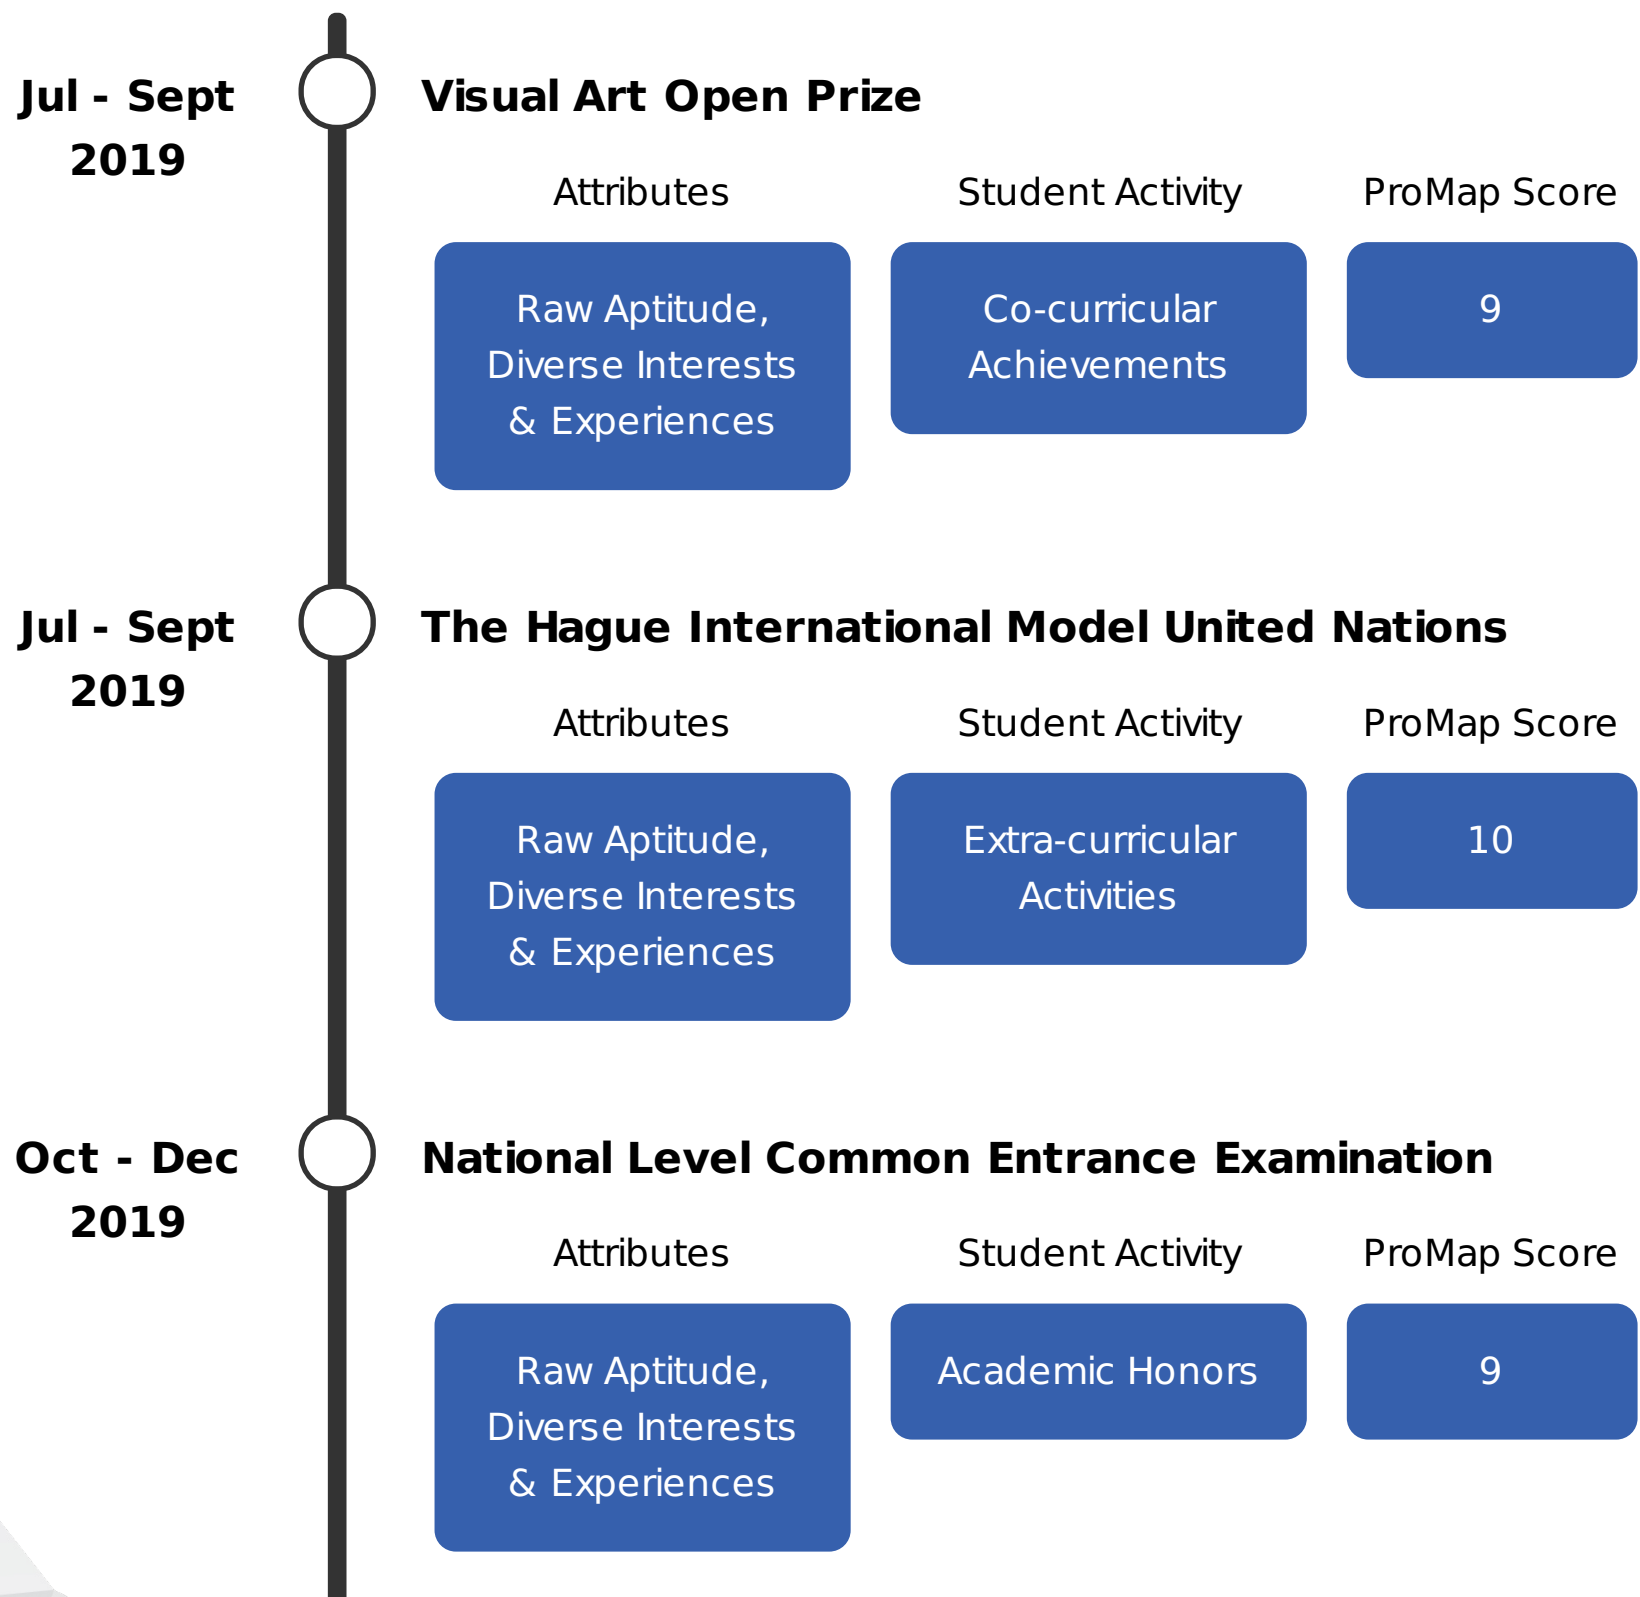 Jul - Sept
2019
Visual Art Open Prize
Attributes
Student Activity
ProMap Score
Raw Aptitude,
Diverse Interests
& Experiences
Co-curricular
Achievements
9
Jul - Sept
2019
The Hague International Model United Nations
Attributes
Student Activity
ProMap Score
Raw Aptitude,
Diverse Interests
& Experiences
Extra-curricular
Activities
10
Oct - Dec
2019
National Level Common Entrance Examination
Attributes
Student Activity
ProMap Score
Raw Aptitude,
Diverse Interests
& Experiences
Academic Honors
9